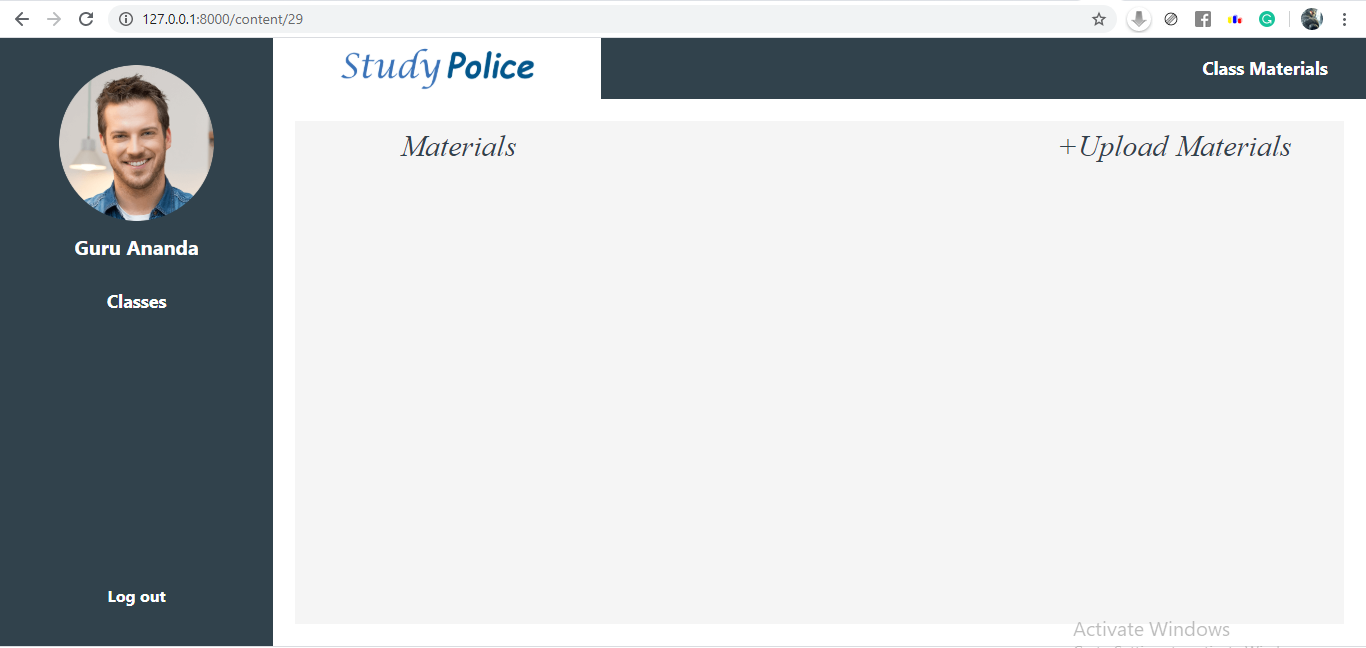 127.0.0.1:8000/content/29
Study Police
Class Materials
Guru Ananda
Classes
Log out
Materials
+Upload Materials
Activate Windows